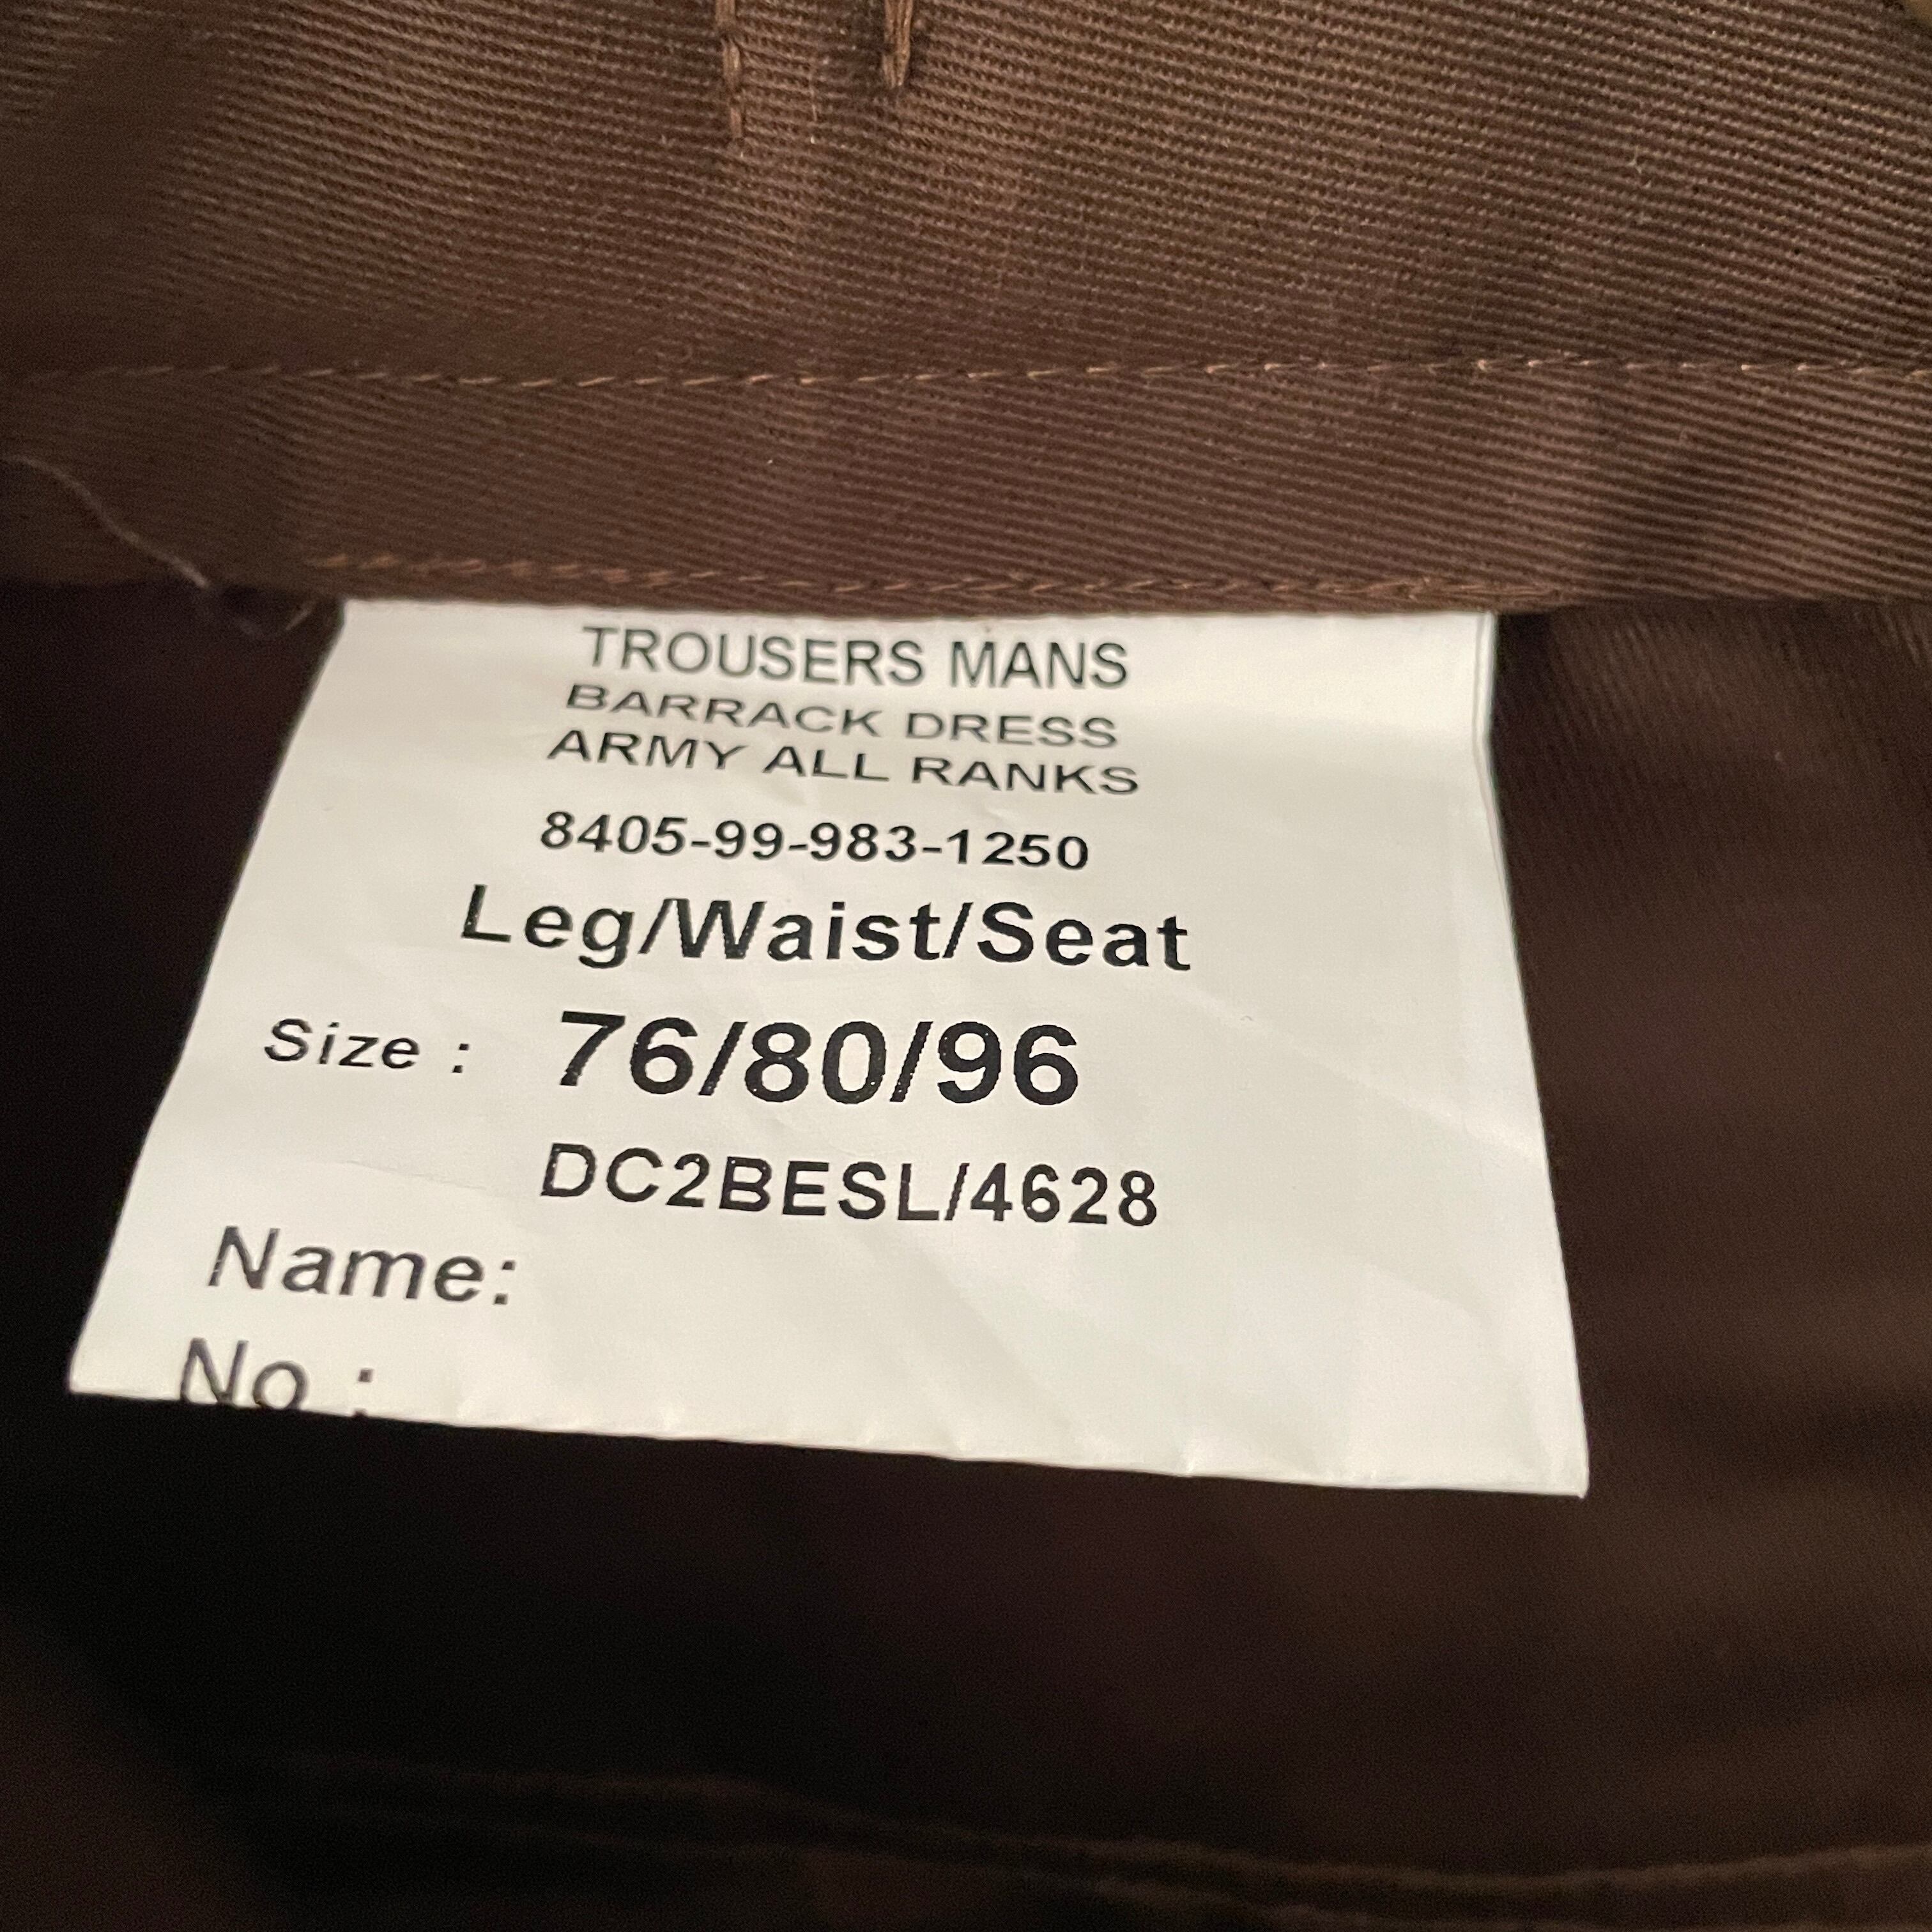 TROUSERS MANS
BARRACK DRESS
ARMY ALL RANKS
8405-99-983-1250
Leg/Waist/Seat
Size : 76/80/96
DC2BESL/4628
Name:
No :